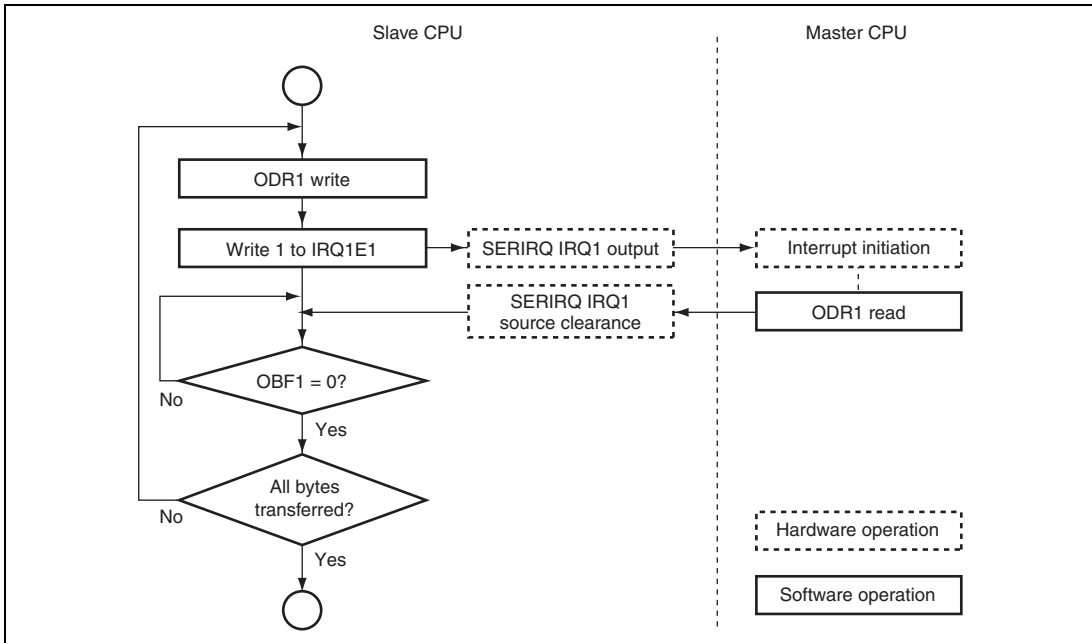 Slave CPU
Master CPU
ODR1 write
Write 1 to IRQ1E1
SERIRQ IRQ1 output
Interrupt initiation
SERIRQ IRQ1
source clearance
ODR1 read
OBF1 = 0?
No
Yes
All bytes
transferred?
No
Yes
Hardware operation
Software operation